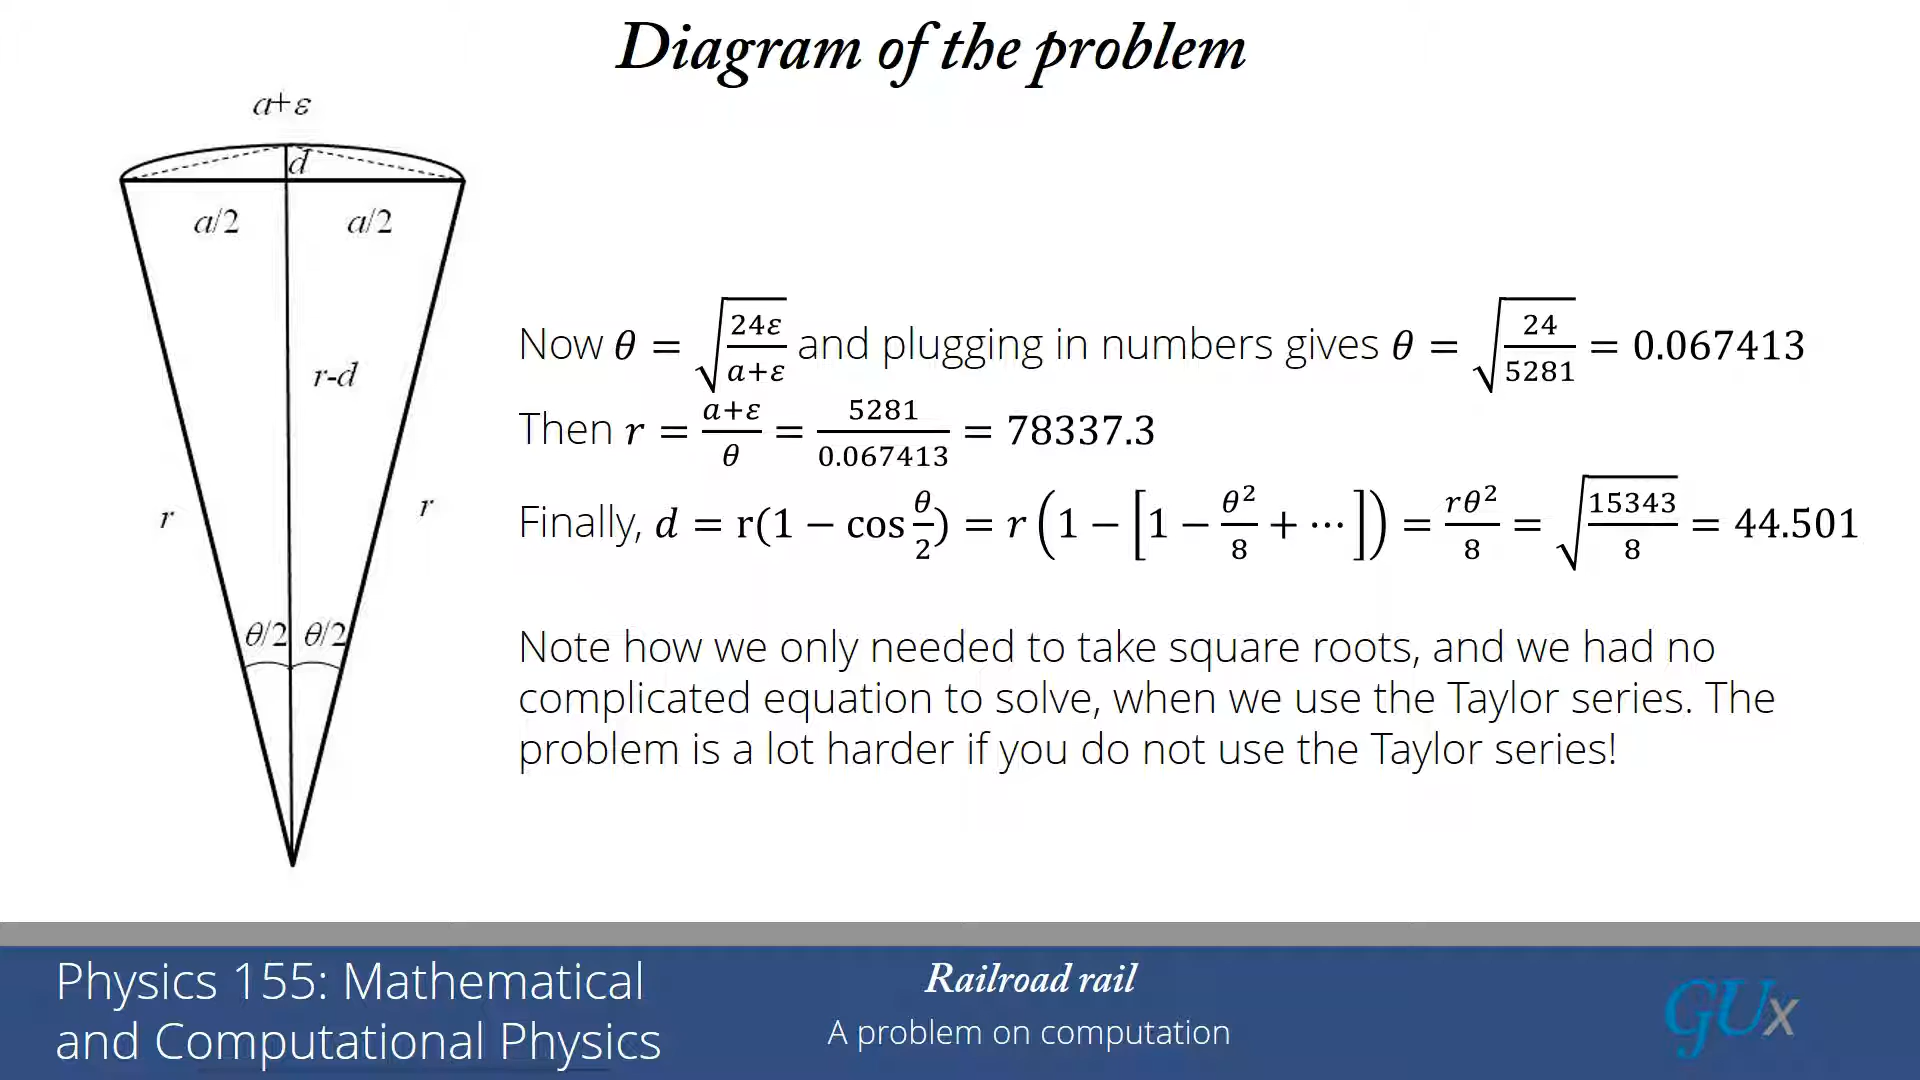 Diagram of the problem
a+ε
d
a/2 a/2
r-d
r r
θ/2 θ/2
Now θ = √(24ε/(a+ε)) and plugging in numbers gives θ = √(24/5281) = 0.067413
Then r = (a+ε)/θ = 5281/0.067413 = 78337.3
Finally, d = r(1 − cos θ/2) = r(1 − [1 − θ²/8 + ⋯]) = rθ²/8 = √(15343/8) = 44.501
Note how we only needed to take square roots, and we had no
complicated equation to solve, when we use the Taylor series. The
problem is a lot harder if you do not use the Taylor series!
Physics 155: Mathematical
and Computational Physics
Railroad rail
A problem on computation
GUx